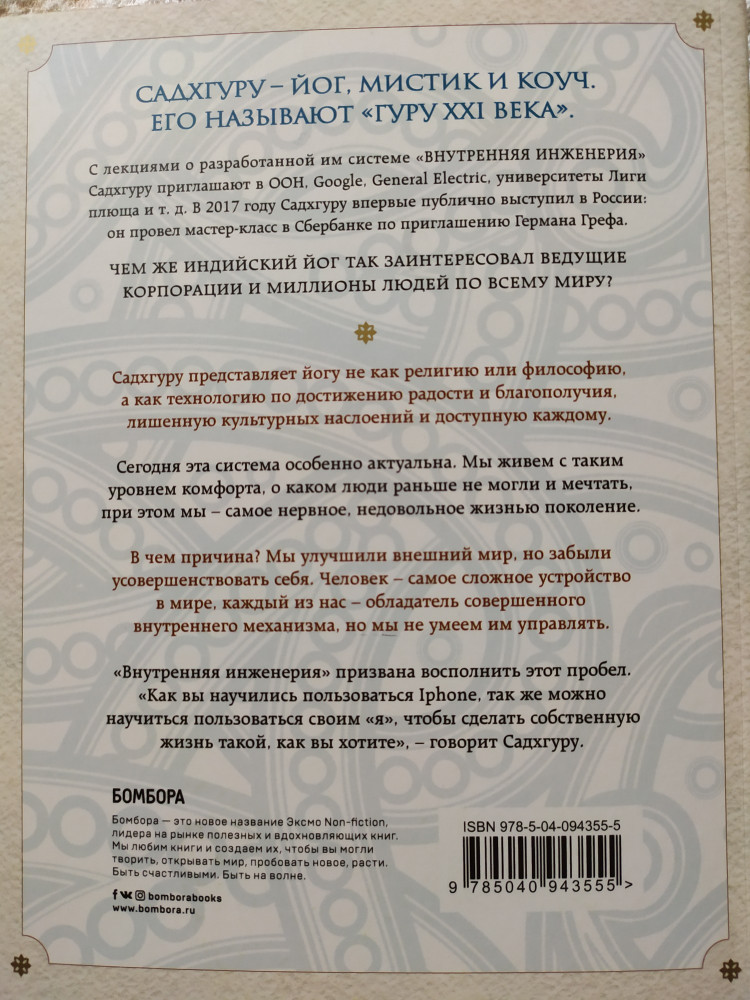 САДХГУРУ – ЙОГ, МИСТИК И КОУЧ.
ЕГО НАЗЫВАЮТ «ГУРУ XXI ВЕКА».
С лекциями о разработанной им системе «ВНУТРЕННЯЯ ИНЖЕНЕРИЯ»
Садхгуру приглашают в ООН, Google, General Electric, университеты Лиги
плюща и т. д. В 2017 году Садхгуру впервые публично выступил в России:
он провел мастер-класс в Сбербанке по приглашению Германа Грефа.
ЧЕМ ЖЕ ИНДИЙСКИЙ ЙОГ ТАК ЗАИНТЕРЕСОВАЛ ВЕДУЩИЕ
КОРПОРАЦИИ И МИЛЛИОНЫ ЛЮДЕЙ ПО ВСЕМУ МИРУ?
Садхгуру представляет йогу не как религию или философию,
а как технологию по достижению радости и благополучия,
лишенную культурных наслоений и доступную каждому.
Сегодня эта система особенно актуальна. Мы живем с таким
уровнем комфорта, о каком люди раньше не могли и мечтать,
при этом мы – самое нервное, недовольное жизнью поколение.
В чем причина? Мы улучшили внешний мир, но забыли
усовершенствовать себя. Человек – самое сложное устройство
в мире, каждый из нас – обладатель совершенного
внутреннего механизма, но мы не умеем им управлять.
«Внутренняя инженерия» призвана восполнить этот пробел.
«Как вы научились пользоваться Iphone, так же можно
научиться пользоваться своим «я», чтобы сделать собственную
жизнь такой, как вы хотите», – говорит Садхгуру.
БОМБОРА
Бомбора — это новое название Эксмо Non-fiction,
лидера на рынке полезных и вдохновляющих книг.
Мы любим книги и создаем их, чтобы вы могли
творить, открывать мир, пробовать новое, расти.
Быть счастливыми. Быть на волне.
bomborabooks
www.bombora.ru
ISBN 978-5-04-094355-5
9 785040 943555 >